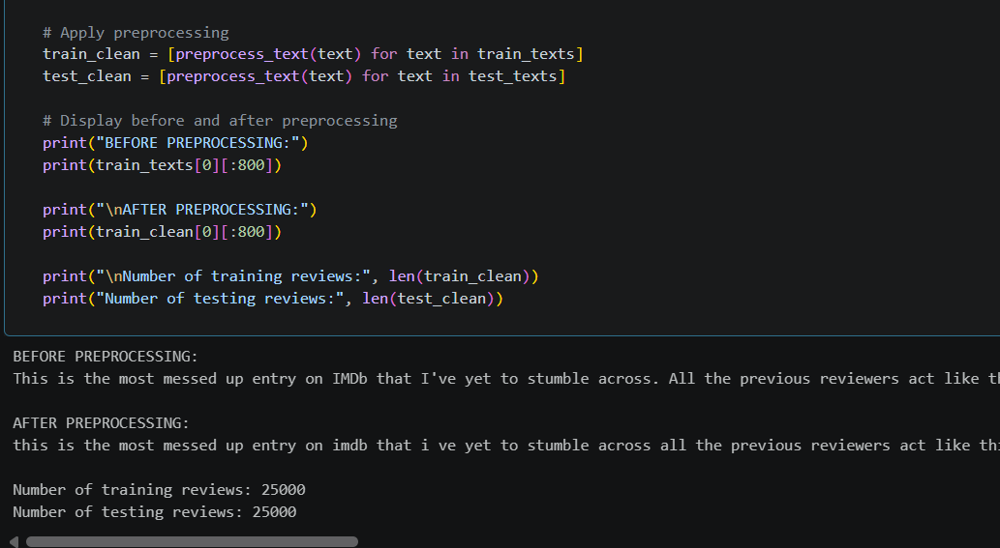 # Apply preprocessing
train_clean = [preprocess_text(text) for text in train_texts]
test_clean = [preprocess_text(text) for text in test_texts]
# Display before and after preprocessing
print("BEFORE PREPROCESSING:")
print(train_texts[0][:800])
print("\nAFTER PREPROCESSING:")
print(train_clean[0][:800])
print("\nNumber of training reviews:", len(train_clean))
print("Number of testing reviews:", len(test_clean))
BEFORE PREPROCESSING:
This is the most messed up entry on IMDb that I've yet to stumble across. All the previous reviewers act like
AFTER PREPROCESSING:
this is the most messed up entry on imdb that i ve yet to stumble across all the previous reviewers act like
Number of training reviews: 25000
Number of testing reviews: 25000